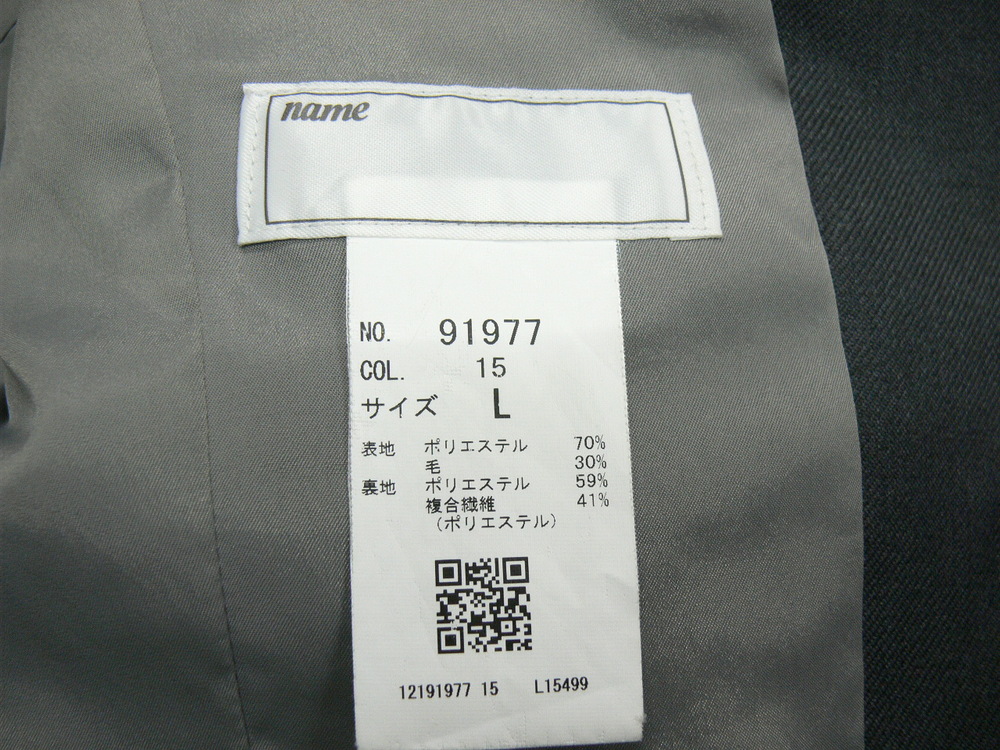 name
NO. 91977
COL. 15
サイズ L
表地 ポリエステル 70%
毛 30%
裏地 ポリエステル 59%
複合繊維 41%
(ポリエステル)
12191977 15 L15499